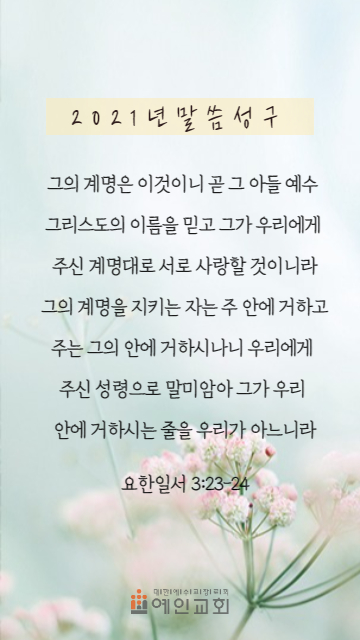 2021년말씀성구
그의 계명은 이것이니 곧 그 아들 예수
그리스도의 이름을 믿고 그가 우리에게
주신 계명대로 서로 사랑할 것이니라
그의 계명을 지키는 자는 주 안에 거하고
주는 그의 안에 거하시나니 우리에게
주신 성령으로 말미암아 그가 우리
안에 거하시는 줄을 우리가 아느니라
요한일서 3:23-24
예인교회